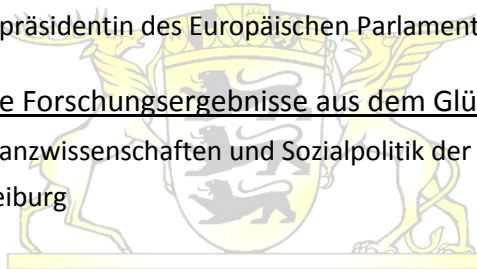 präsidentin des Europäischen Parlament
e Forschungsergebnisse aus dem Glü
anzwissenschaften und Sozialpolitik der
eiburg